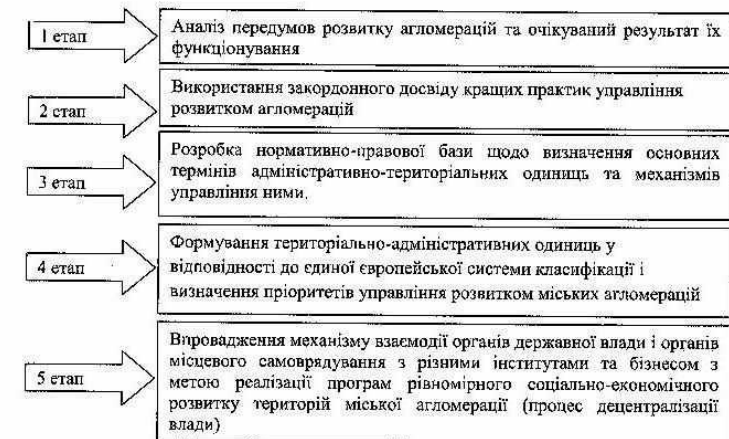 1 етап
Аналіз передумов розвитку агломерацій та очікуваний результат їх
функціонування
2 етап
Використання закордонного досвіду кращих практик управління
розвитком агломерацій
3 етап
Розробка нормативно-правової бази щодо визначення основних
термінів адміністративно-територіальних одиниць та механізмів
управління ними.
4 етап
Формування територіально-адміністративних одиниць у
відповідності до єдиної європейської системи класифікації і
визначення пріоритетів управління розвитком міських агломерацій
5 етап
Впровадження механізму взаємодії органів державної влади і органів
місцевого самоврядування з різними інститутами та бізнесом з
метою реалізації програм рівномірного соціально-економічного
розвитку територій міської агломерації (процес децентралізації
влади)